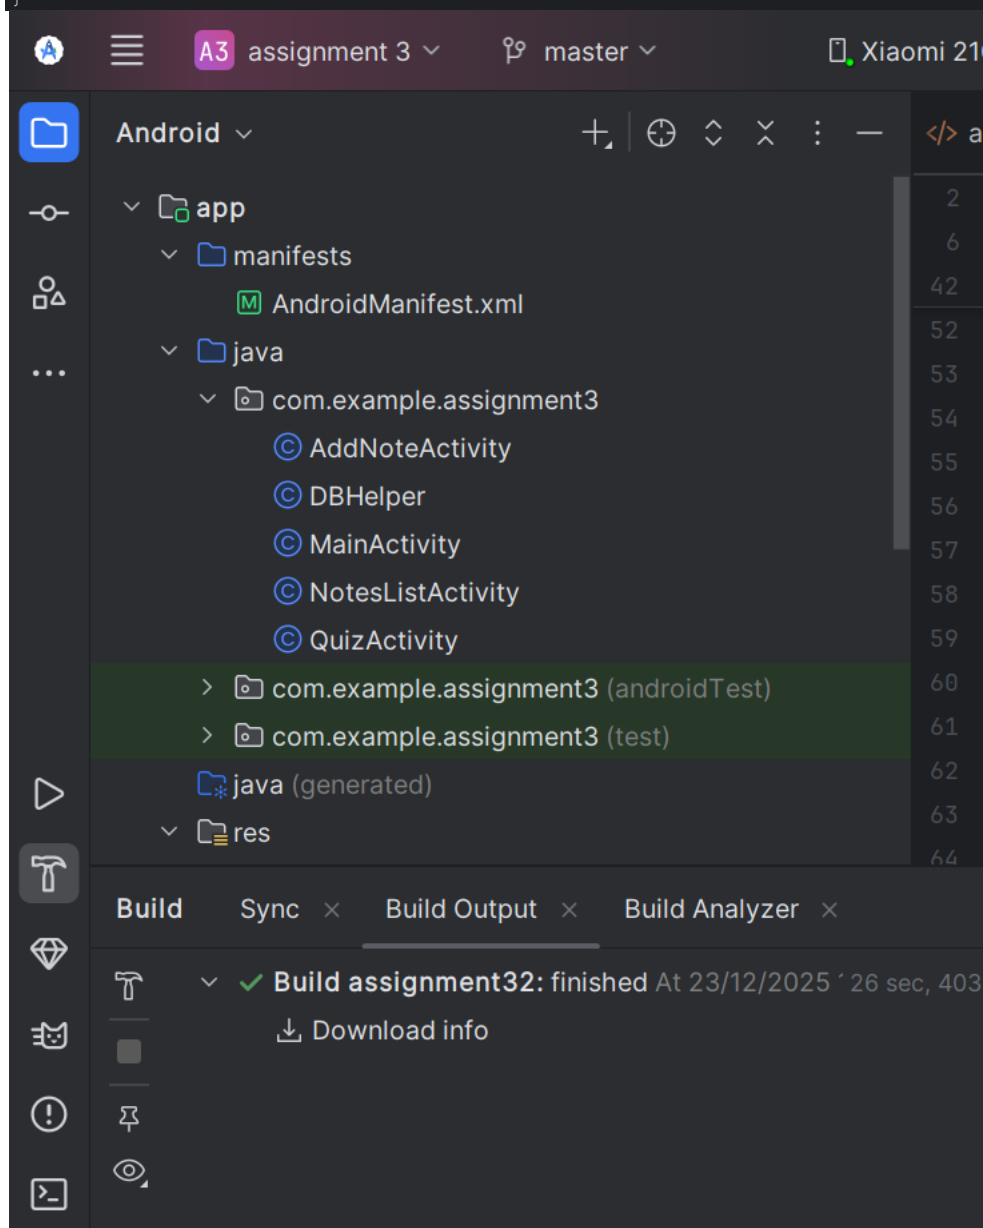 A3 assignment 3 master Xiaomi 21
Android
</> a
app
manifests
M AndroidManifest.xml
java
com.example.assignment3
C AddNoteActivity
C DBHelper
C MainActivity
C NotesListActivity
C QuizActivity
com.example.assignment3 (androidTest)
com.example.assignment3 (test)
java (generated)
res
2
6
42
52
53
54
55
56
57
58
59
60
61
62
63
64
Build Sync Build Output Build Analyzer
Build assignment32: finished At 23/12/2025 26 sec, 403
Download info